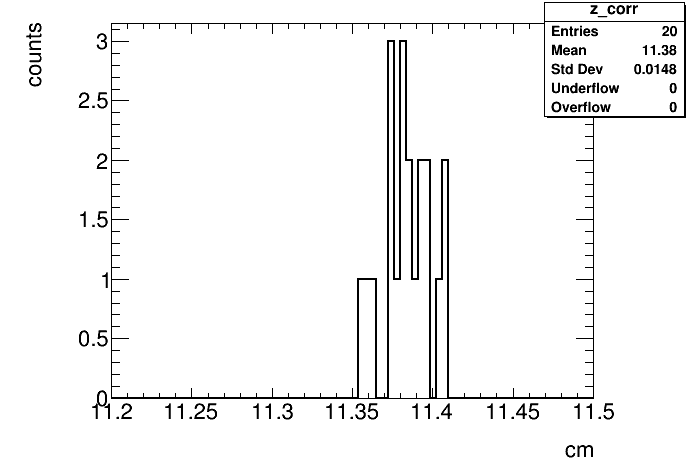 z_corr
Entries 20
Mean 11.38
Std Dev 0.0148
Underflow 0
Overflow 0
counts
3
2.5
2
1.5
1
0.5
0
11.2 11.25 11.3 11.35 11.4 11.45 11.5
cm